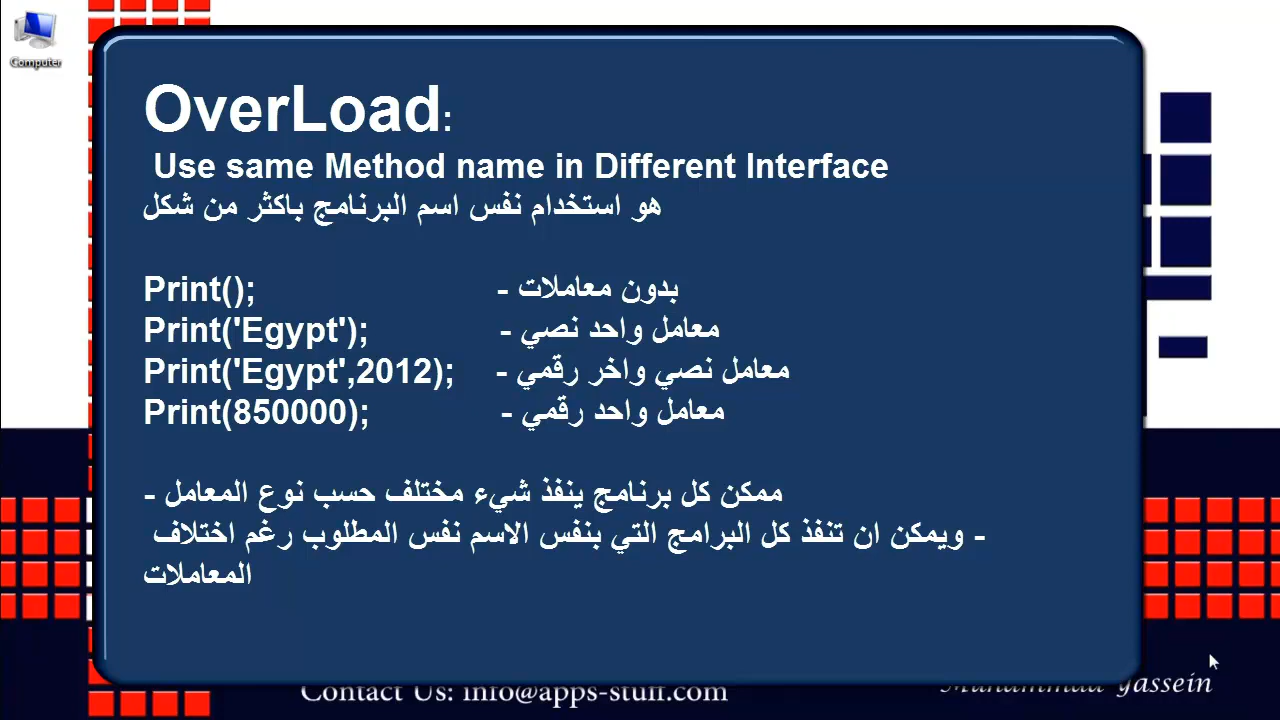 Computer
OverLoad:
Use same Method name in Different Interface
هو استخدام نفس اسم البرنامج باكثر من شكل
Print(); - بدون معاملات
Print('Egypt'); - معامل واحد نصي
Print('Egypt',2012); - معامل نصي واخر رقمي
Print(850000); - معامل واحد رقمي
ممكن كل برنامج ينفذ شيء مختلف حسب نوع المعامل -
- ويمكن ان تنفذ كل البرامج التي بنفس الاسم نفس المطلوب رغم اختلاف
المعاملات
Contact Us: info@apps-stuff.com
Muhammad Yassein